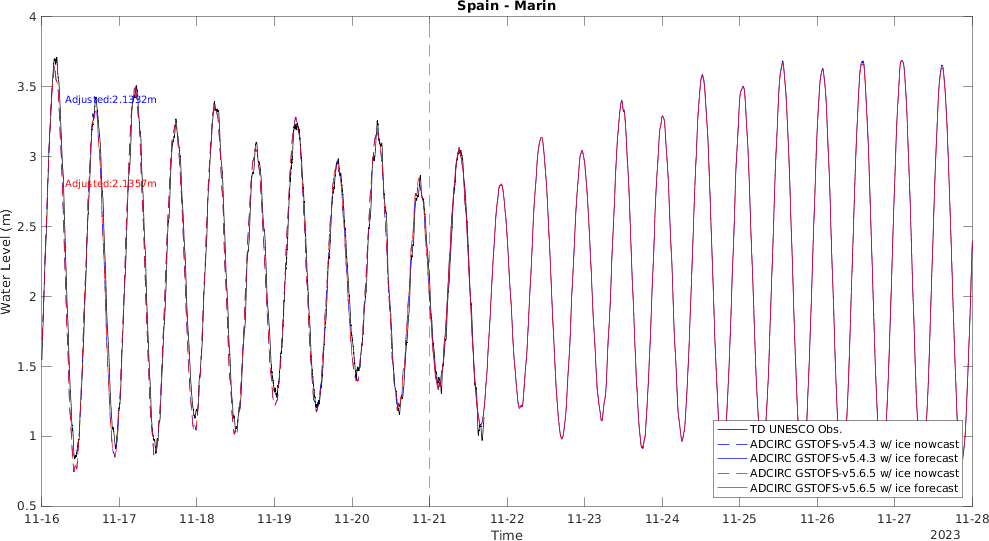 Spain - Marin
4
3.5
3
2.5
2
1.5
1
0.5
Water Level (m)
Adjusted:2.1332m
Adjusted:2.1357m
TD UNESCO Obs.
ADCIRC GSTOFS-v5.4.3 w/ ice nowcast
ADCIRC GSTOFS-v5.4.3 w/ ice forecast
ADCIRC GSTOFS-v5.6.5 w/ ice nowcast
ADCIRC GSTOFS-v5.6.5 w/ ice forecast
11-16 11-17 11-18 11-19 11-20 11-21 11-22 11-23 11-24 11-25 11-26 11-27 11-28
Time
2023